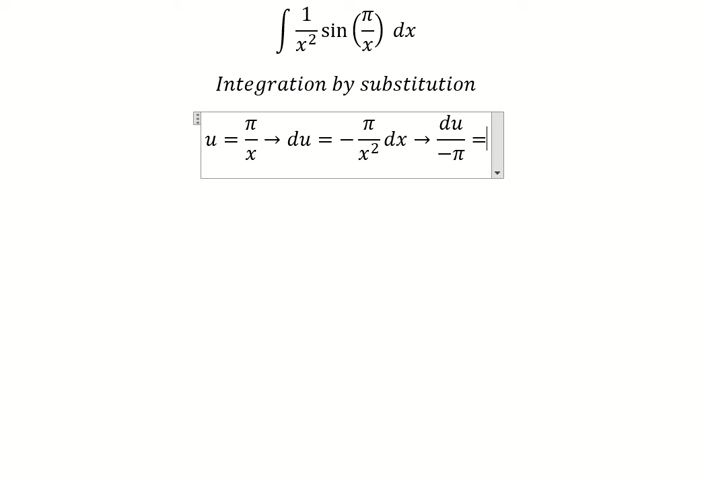 ∫ 1/x² sin(π/x) dx
Integration by substitution
u = π/x → du = −π/x² dx → du/−π =